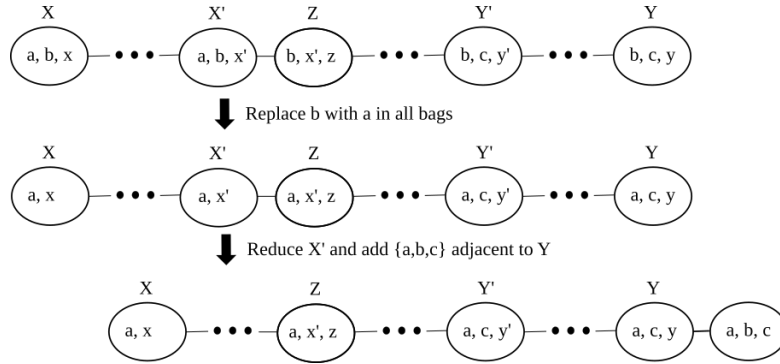 X X' Z Y' Y
a, b, x ••• a, b, x' b, x', z ••• b, c, y' ••• b, c, y
Replace b with a in all bags
X X' Z Y' Y
a, x ••• a, x' a, x', z ••• a, c, y' ••• a, c, y
Reduce X' and add {a,b,c} adjacent to Y
X Z Y' Y
a, x ••• a, x', z ••• a, c, y' ••• a, c, y a, b, c